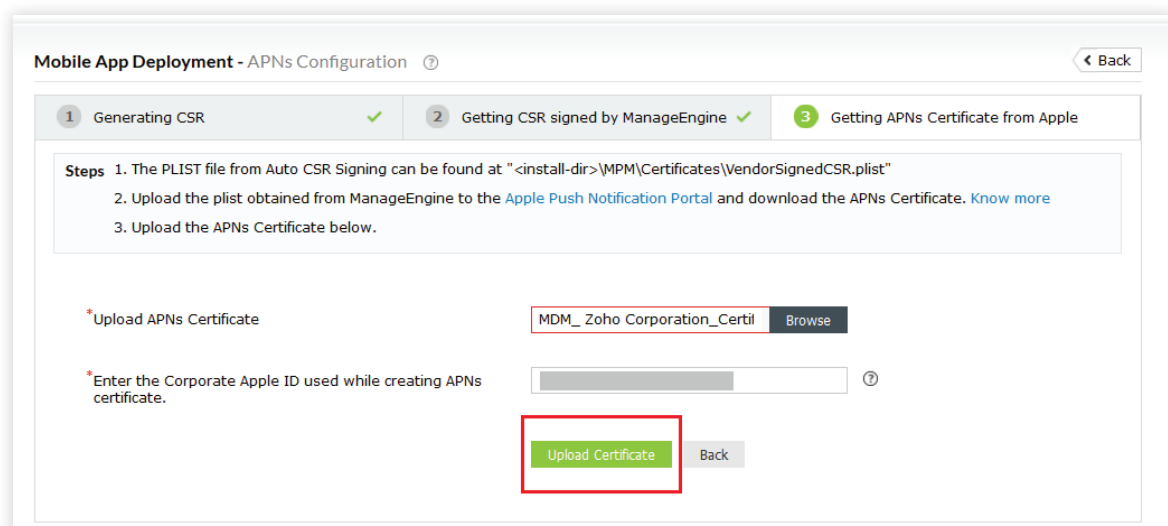 Mobile App Deployment - APNs Configuration ?
Back
1 Generating CSR
2 Getting CSR signed by ManageEngine
3 Getting APNs Certificate from Apple
Steps 1. The PLIST file from Auto CSR Signing can be found at "<install-dir>\MPM\Certificates\VendorSignedCSR.plist"
2. Upload the plist obtained from ManageEngine to the Apple Push Notification Portal and download the APNs Certificate. Know more
3. Upload the APNs Certificate below.
*Upload APNs Certificate
MDM_ Zoho Corporation_Certif
Browse
*Enter the Corporate Apple ID used while creating APNs
certificate.
?
Upload Certificate
Back